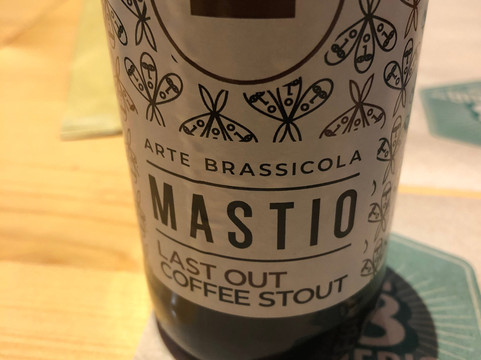 ARTE BRASSICOLA
MASTIO
LAST OUT
COFFEE STOUT